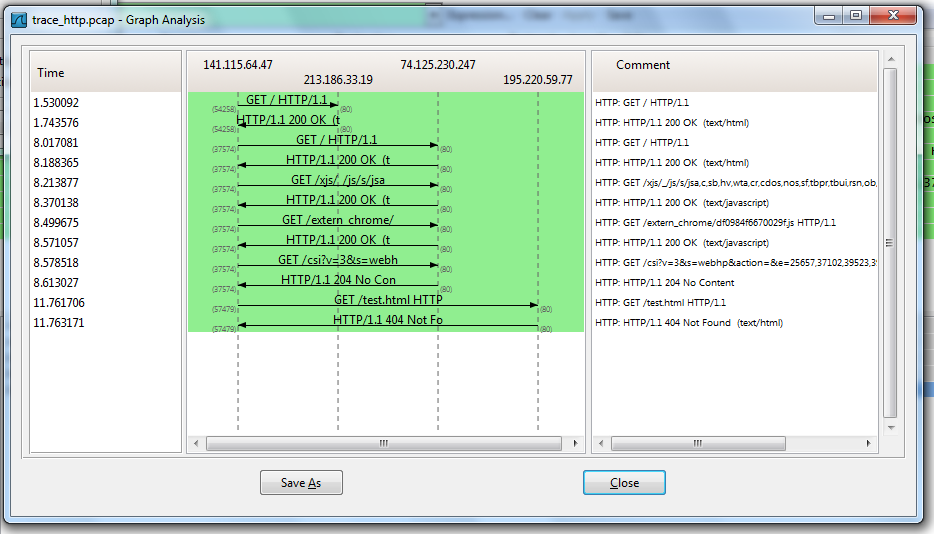 trace_http.pcap - Graph Analysis
Time
141.115.64.47
213.186.33.19
74.125.230.247
195.220.59.77
Comment
1.530092
(54258) GET / HTTP/1.1 (80)
HTTP: GET / HTTP/1.1
1.743576
(54258) HTTP/1.1 200 OK (t (80)
HTTP: HTTP/1.1 200 OK (text/html)
8.017081
(37574) GET / HTTP/1.1 (80)
HTTP: GET / HTTP/1.1
8.188365
(37574) HTTP/1.1 200 OK (t (80)
HTTP: HTTP/1.1 200 OK (text/html)
8.213877
(37574) GET /xjs/_/js/s/jsa (80)
HTTP: GET /xjs/_/js/s/jsa,c,sb,hv,wta,cr,cdos,nos,sf,tbpr,tbui,rsn,ob,
8.370138
(37574) HTTP/1.1 200 OK (t (80)
HTTP: HTTP/1.1 200 OK (text/javascript)
8.499675
(37574) GET /extern_chrome/ (80)
HTTP: GET /extern_chrome/df0984f6670029f.js HTTP/1.1
8.571057
(37574) HTTP/1.1 200 OK (t (80)
HTTP: HTTP/1.1 200 OK (text/javascript)
8.578518
(37574) GET /csi?v=3&s=webh (80)
HTTP: GET /csi?v=3&s=webhp&action=&e=25657,37102,39523,39
8.613027
(37574) HTTP/1.1 204 No Con (80)
HTTP: HTTP/1.1 204 No Content
11.761706
(57479) GET /test.html HTTP (80)
HTTP: GET /test.html HTTP/1.1
11.763171
(57479) HTTP/1.1 404 Not Fo (80)
HTTP: HTTP/1.1 404 Not Found (text/html)
Save As
Close